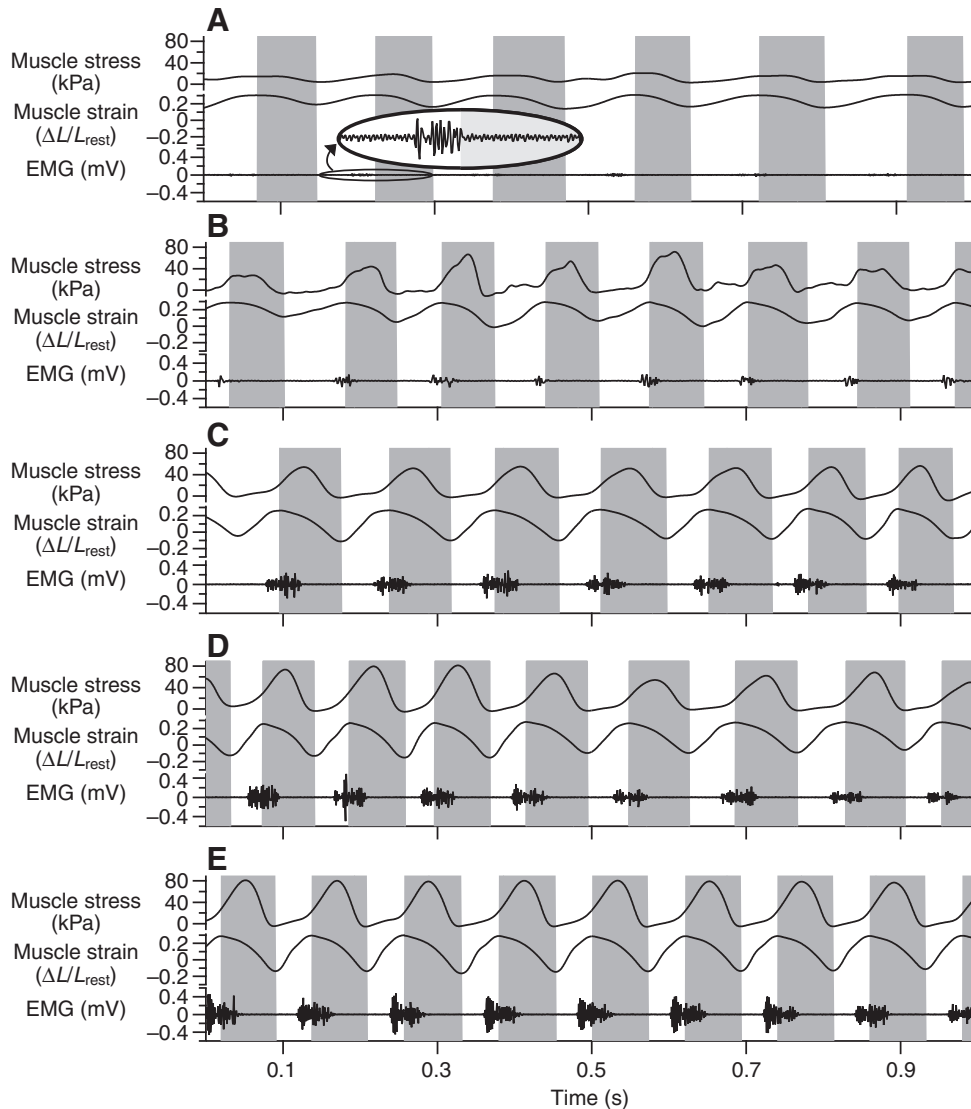 A
80
40
0
Muscle stress
(kPa)
0.2
0
–0.2
Muscle strain
(ΔL/Lrest)
0.4
0
–0.4
EMG (mV)
B
80
40
0
Muscle stress
(kPa)
0.2
0
–0.2
Muscle strain
(ΔL/Lrest)
0.4
0
–0.4
EMG (mV)
C
80
40
0
Muscle stress
(kPa)
0.2
0
–0.2
Muscle strain
(ΔL/Lrest)
0.4
0
–0.4
EMG (mV)
D
80
40
0
Muscle stress
(kPa)
0.2
0
–0.2
Muscle strain
(ΔL/Lrest)
0.4
0
–0.4
EMG (mV)
E
80
40
0
Muscle stress
(kPa)
0.2
0
–0.2
Muscle strain
(ΔL/Lrest)
0.4
0
–0.4
EMG (mV)
0.1 0.3 0.5 0.7 0.9
Time (s)